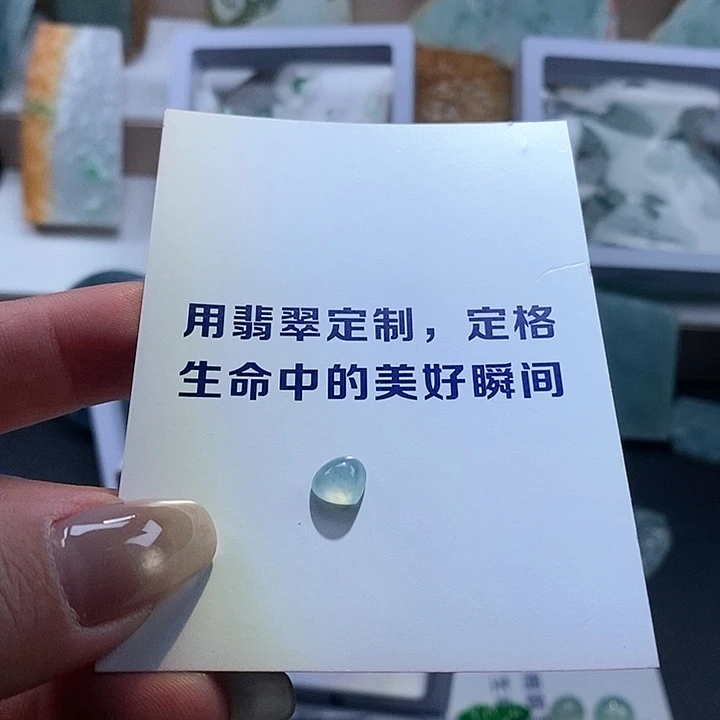 用翡翠定制，定格
生命中的美好瞬间